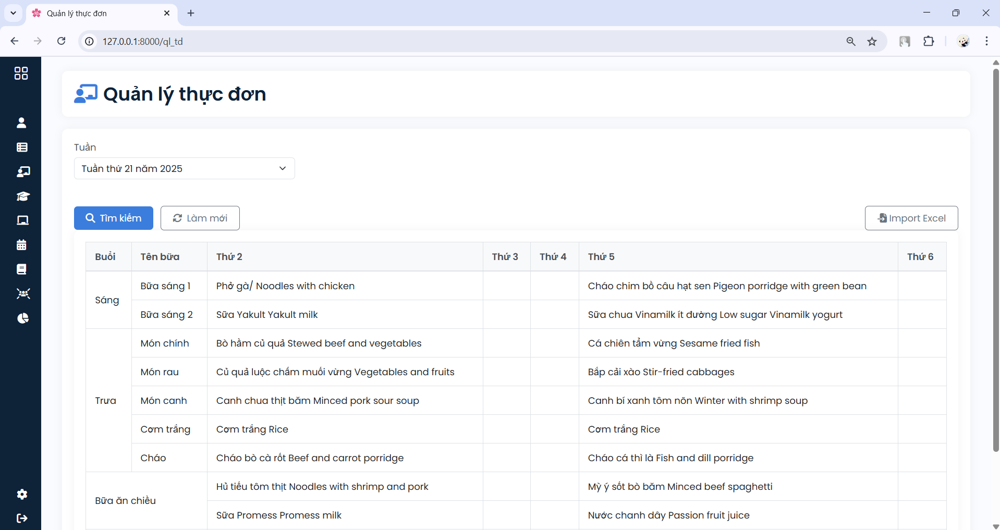 Quản lý thực đơn
127.0.0.1:8000/ql_td
Quản lý thực đơn
Tuần
Tuần thứ 21 năm 2025
Tìm kiếm
Làm mới
Import Excel
Buổi Tên bữa Thứ 2 Thứ 3 Thứ 4 Thứ 5 Thứ 6
Sáng
Bữa sáng 1 Phở gà/ Noodles with chicken Cháo chim bồ câu hạt sen Pigeon porridge with green bean
Bữa sáng 2 Sữa Yakult Yakult milk Sữa chua Vinamilk ít đường Low sugar Vinamilk yogurt
Trưa
Món chính Bò hầm củ quả Stewed beef and vegetables Cá chiên tẩm vừng Sesame fried fish
Món rau Củ quả luộc chấm muối vừng Vegetables and fruits Bắp cải xào Stir-fried cabbages
Món canh Canh chua thịt băm Minced pork sour soup Canh bí xanh tôm nõn Winter with shrimp soup
Cơm trắng Cơm trắng Rice Cơm trắng Rice
Cháo Cháo bò cà rốt Beef and carrot porridge Cháo cá thì là Fish and dill porridge
Bữa ăn chiều
Hủ tiếu tôm thịt Noodles with shrimp and pork Mỳ ý sốt bò băm Minced beef spaghetti
Sữa Promess Promess milk Nước chanh dây Passion fruit juice